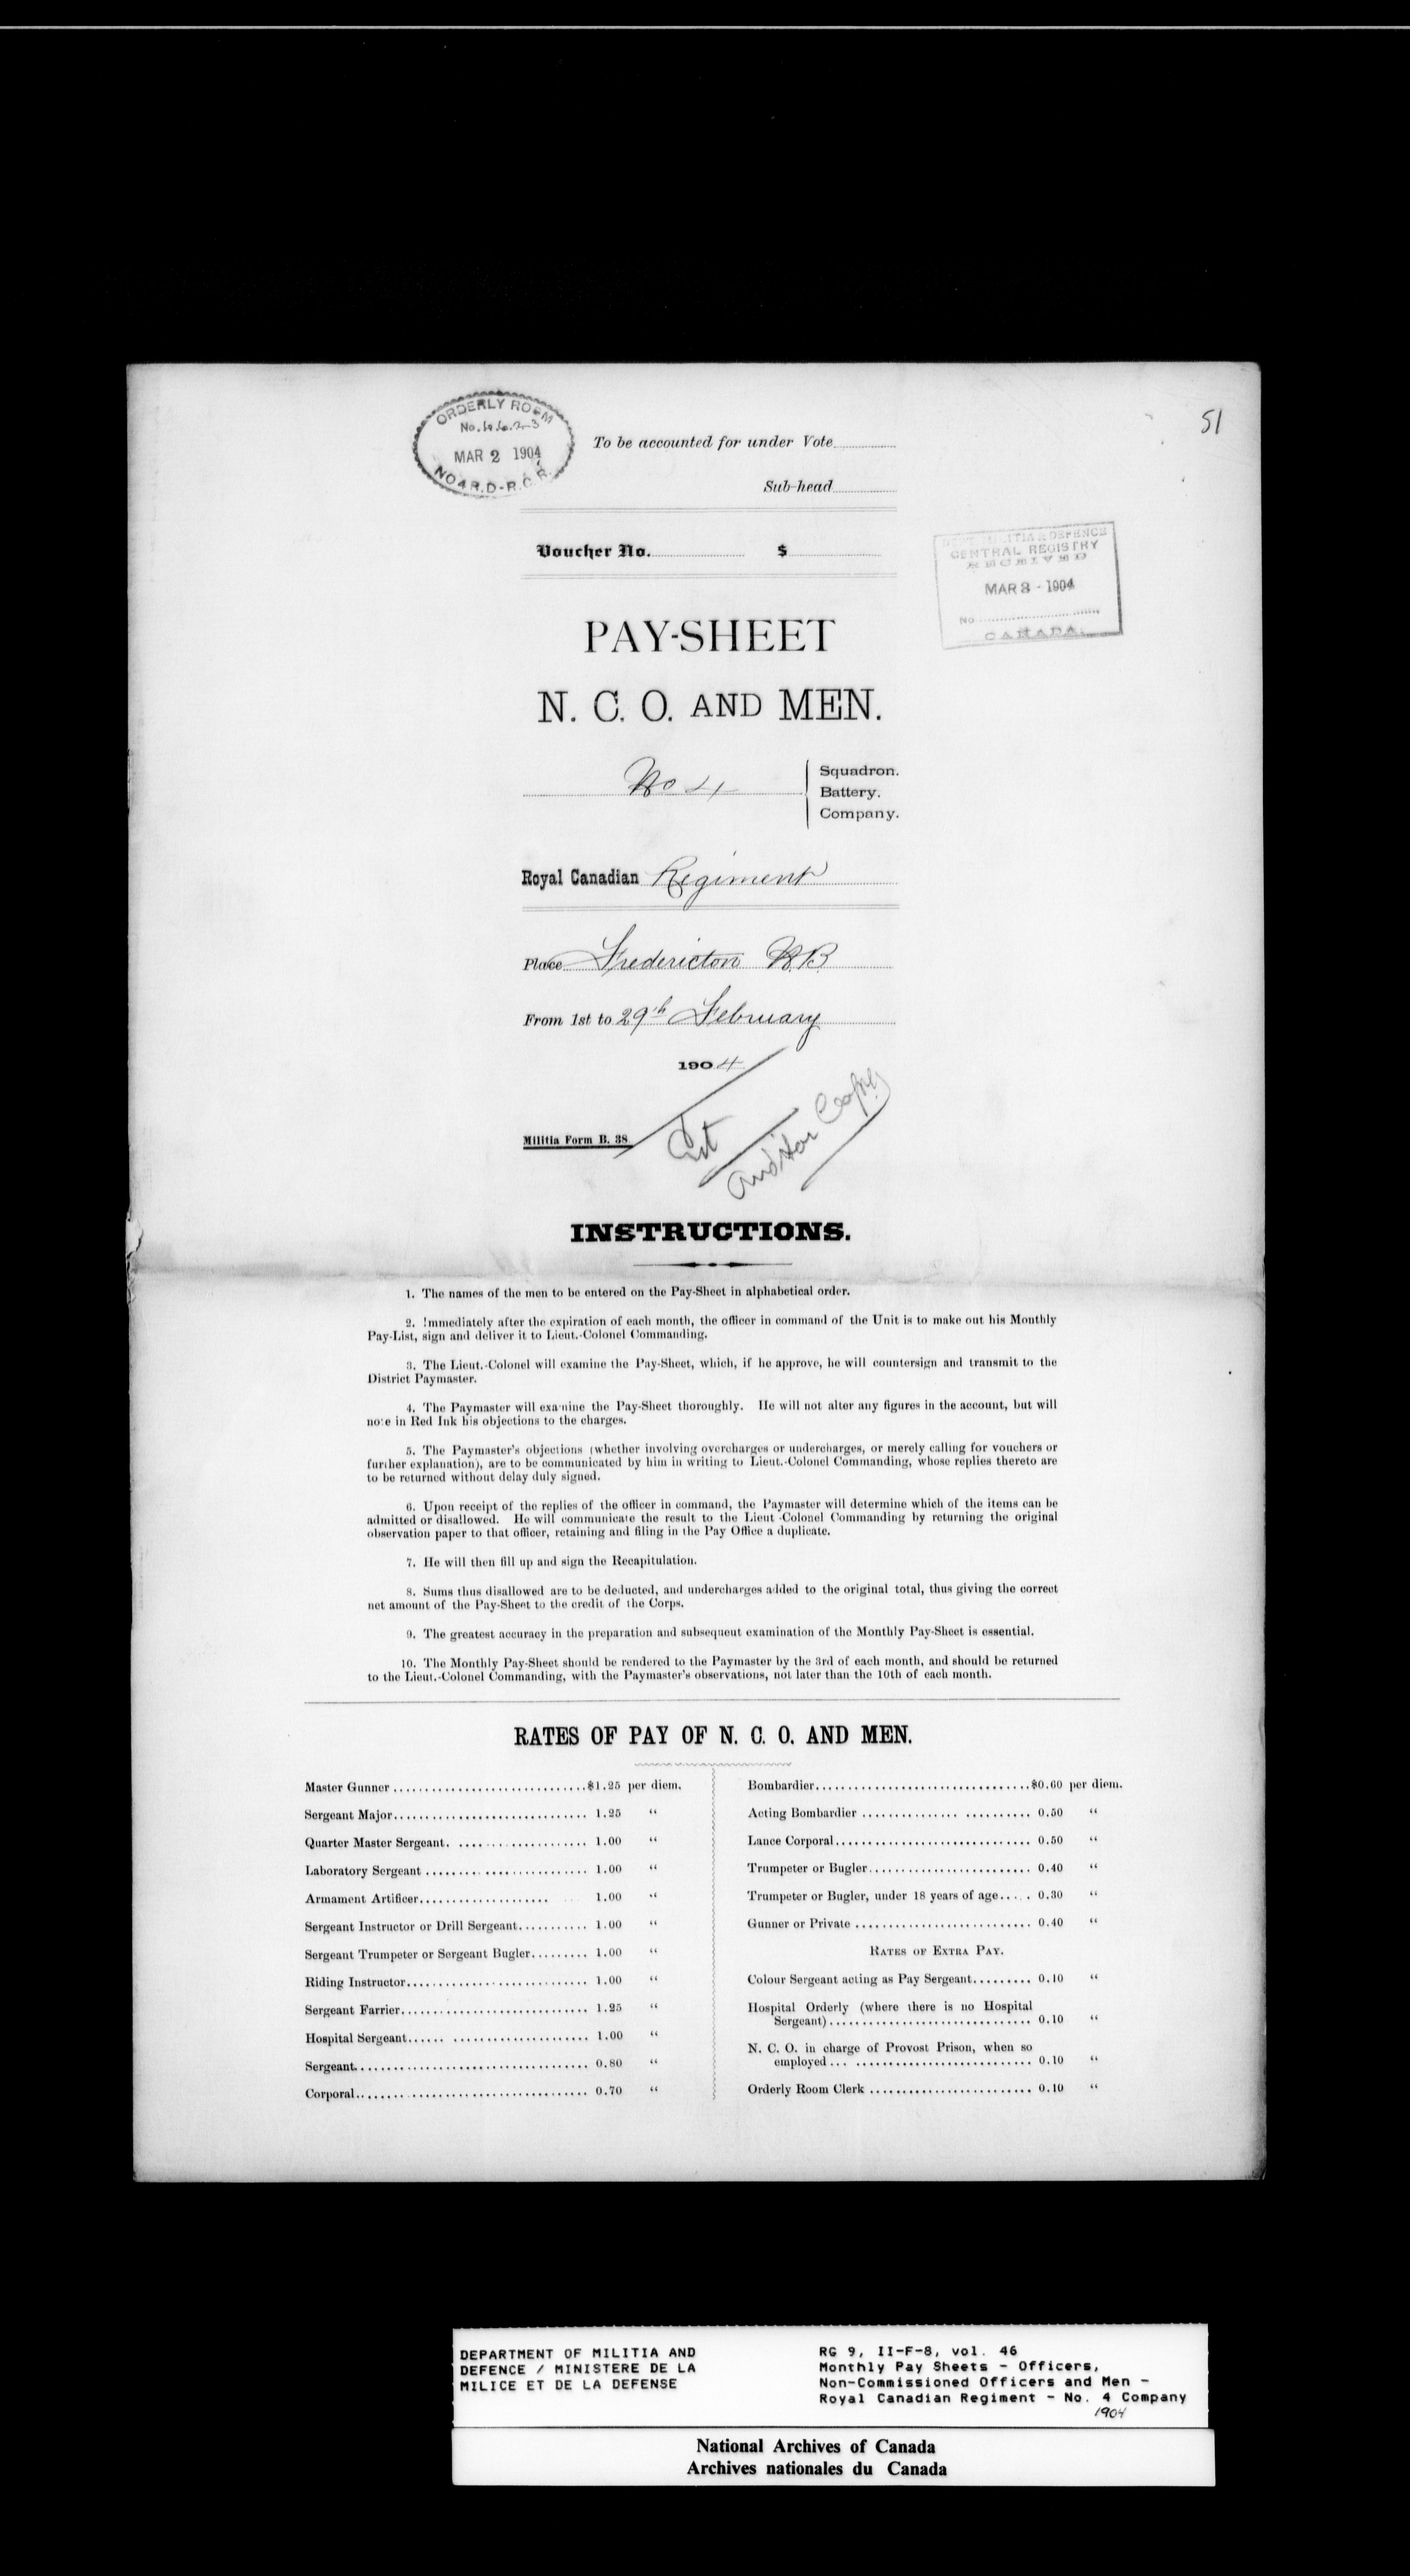 51
ORDERLY ROOM
MAR 2 1904
NO 4 R.D-R.C.R.
To be accounted for under Vote
Sub-head
Voucher No. $
DEPT. MILITIA & DEFENCE
CENTRAL REGISTRY
RECEIVED
MAR 3 - 1904
No
CANADA.
PAY-SHEET
N. C. O. AND MEN.
No 4
Squadron.
Battery.
Company.
Royal Canadian Regiment
Place Fredericton NB
From 1st to 29th February
1904
Militia Form B. 38
Auditor Copy
INSTRUCTIONS.
1. The names of the men to be entered on the Pay-Sheet in alphabetical order.
2. Immediately after the expiration of each month, the officer in command of the Unit is to make out his Monthly
Pay-List, sign and deliver it to Lieut.-Colonel Commanding.
3. The Lieut.-Colonel will examine the Pay-Sheet, which, if he approve, he will countersign and transmit to the
District Paymaster.
4. The Paymaster will examine the Pay-Sheet thoroughly. He will not alter any figures in the account, but will
note in Red Ink his objections to the charges.
5. The Paymaster's objections (whether involving overcharges or undercharges, or merely calling for vouchers or
further explanation), are to be communicated by him in writing to Lieut.-Colonel Commanding, whose replies thereto are
to be returned without delay duly signed.
6. Upon receipt of the replies of the officer in command, the Paymaster will determine which of the items can be
admitted or disallowed. He will communicate the result to the Lieut-Colonel Commanding by returning the original
observation paper to that officer, retaining and filing in the Pay Office a duplicate.
7. He will then fill up and sign the Recapitulation.
8. Sums thus disallowed are to be deducted, and undercharges added to the original total, thus giving the correct
net amount of the Pay-Sheet to the credit of the Corps.
9. The greatest accuracy in the preparation and subsequent examination of the Monthly Pay-Sheet is essential.
10. The Monthly Pay-Sheet should be rendered to the Paymaster by the 3rd of each month, and should be returned
to the Lieut.-Colonel Commanding, with the Paymaster's observations, not later than the 10th of each month.
RATES OF PAY OF N. C. O. AND MEN.
Master Gunner $1.25 per diem.
Sergeant Major 1.25 "
Quarter Master Sergeant. 1.00 "
Laboratory Sergeant 1.00 "
Armament Artificer 1.00 "
Sergeant Instructor or Drill Sergeant 1.00 "
Sergeant Trumpeter or Sergeant Bugler 1.00 "
Riding Instructor 1.00 "
Sergeant Farrier 1.25 "
Hospital Sergeant 1.00 "
Sergeant 0.80 "
Corporal 0.70 "
Bombardier $0.60 per diem.
Acting Bombardier 0.50 "
Lance Corporal 0.50 "
Trumpeter or Bugler 0.40 "
Trumpeter or Bugler, under 18 years of age 0.30 "
Gunner or Private 0.40 "
RATES OF EXTRA PAY.
Colour Sergeant acting as Pay Sergeant 0.10 "
Hospital Orderly (where there is no Hospital
Sergeant) 0.10 "
N. C. O. in charge of Provost Prison, when so
employed 0.10 "
Orderly Room Clerk 0.10 "
DEPARTMENT OF MILITIA AND
DEFENCE / MINISTERE DE LA
MILICE ET DE LA DEFENSE
RG 9, II-F-8, vol. 46
Monthly Pay Sheets - Officers,
Non-Commissioned Officers and Men -
Royal Canadian Regiment - No. 4 Company
1904
National Archives of Canada
Archives nationales du Canada